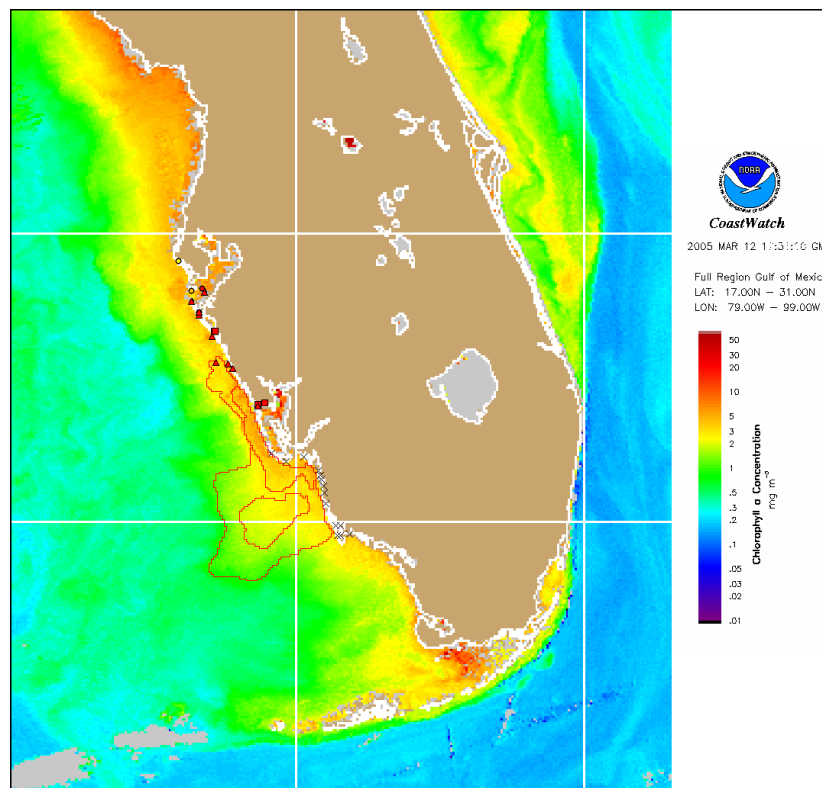 NOAA
CoastWatch
2005 MAR 12
Full Region Gulf of Mexic
LAT: 17.00N – 31.00N
LON: 79.00W – 99.00W
50
30
20
10
5
3
2
1
.5
.3
.2
.1
.05
.03
.02
.01
Chlorophyll a Concentration
mg m